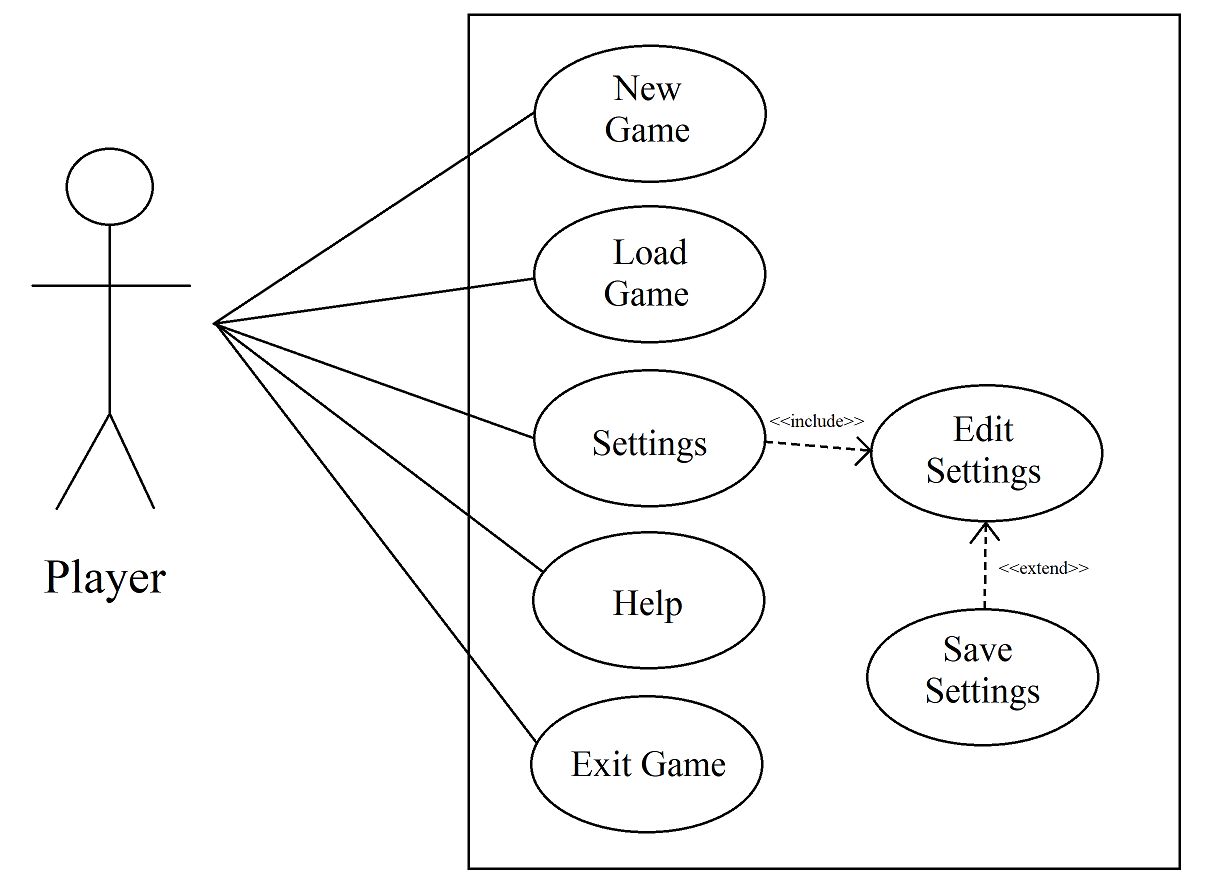 New
Game
Load
Game
Settings
<<include>>
Edit
Settings
<<extend>>
Player
Help
Save
Settings
Exit Game